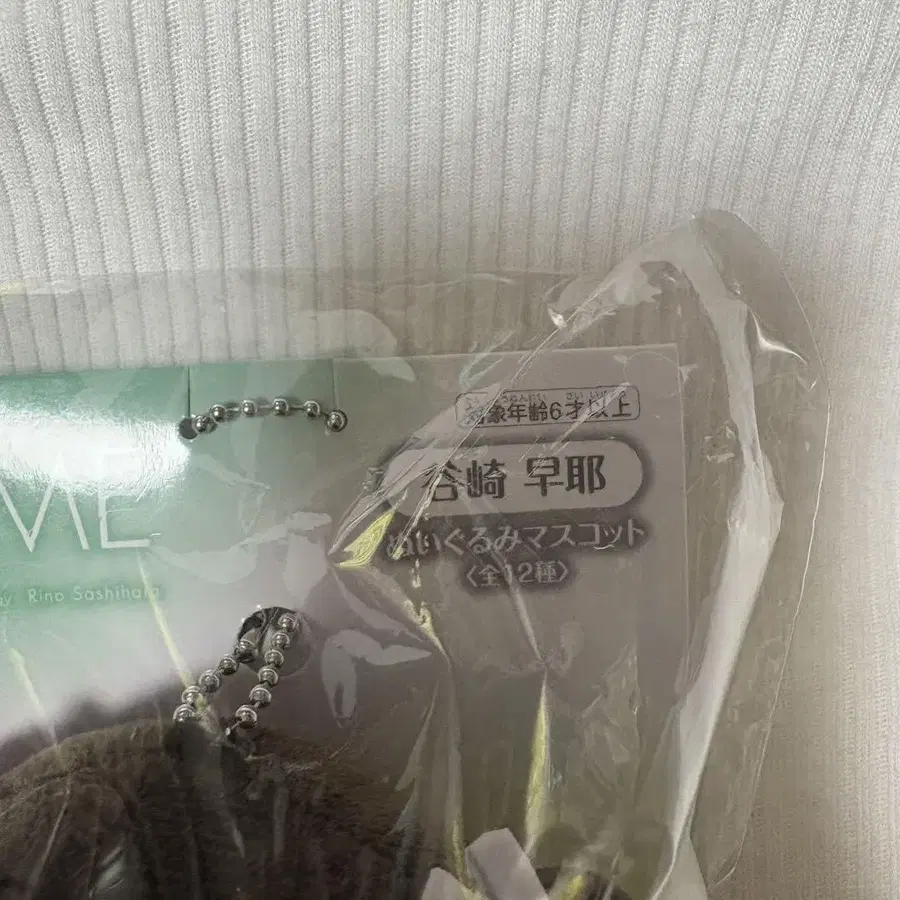 対象年齢6才以上
谷崎 早耶
ぬいぐるみマスコット
〈全12種〉
ME
by Rino Sashihara